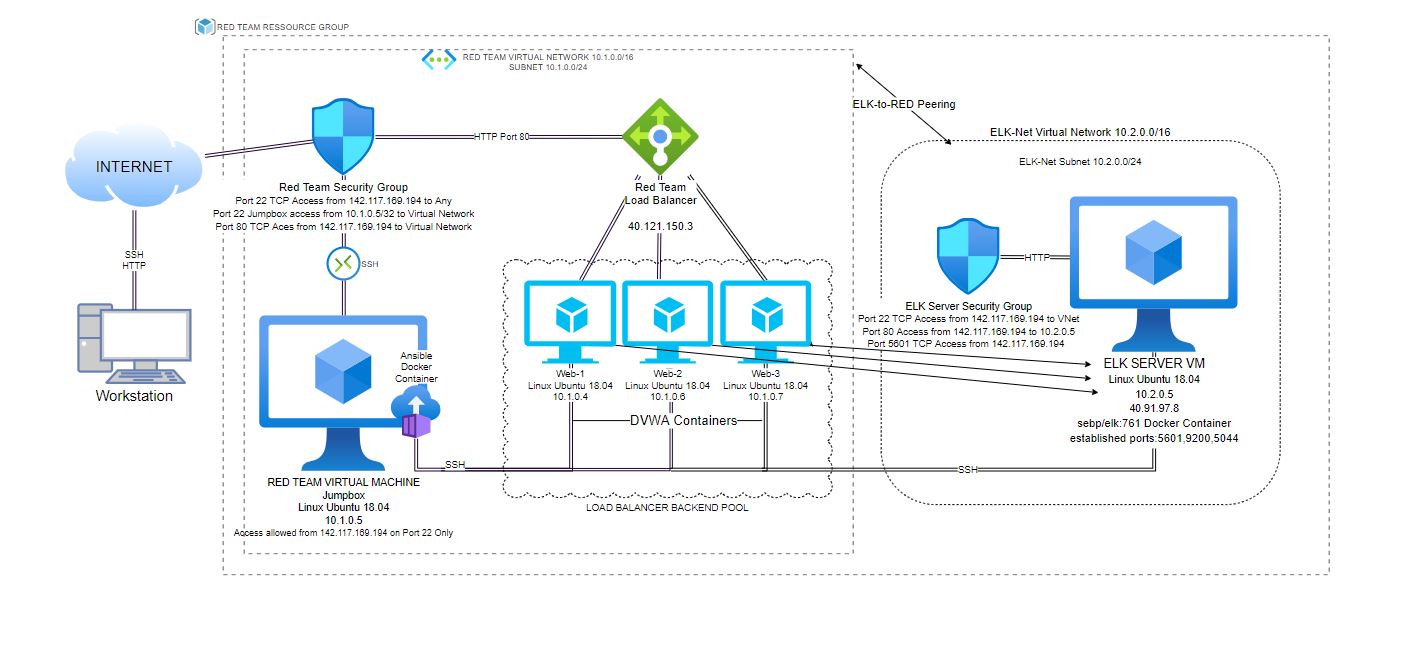 RED TEAM RESSOURCE GROUP
RED TEAM VIRTUAL NETWORK 10.1.0.0/16
SUBNET 10.1.0.0/24
ELK-to-RED Peering
ELK-Net Virtual Network 10.2.0.0/16
ELK-Net Subnet 10.2.0.0/24
INTERNET
SSH
HTTP
Workstation
HTTP Port 80
Red Team Security Group
Port 22 TCP Access from 142.117.169.194 to Any
Port 22 Jumpbox access from 10.1.0.5/32 to Virtual Network
Port 80 TCP Aces from 142.117.169.194 to Virtual Network
SSH
Red Team
Load Balancer
40.121.150.3
Ansible
Docker
Container
RED TEAM VIRTUAL MACHINE
Jumpbox
Linux Ubuntu 18.04
10.1.0.5
Access allowed from 142.117.169.194 on Port 22 Only
Web-1
Linux Ubuntu 18.04
10.1.0.4
Web-2
Linux Ubuntu 18.04
10.1.0.6
Web-3
Linux Ubuntu 18.04
10.1.0.7
DVWA Containers
SSH
LOAD BALANCER BACKEND POOL
HTTP
ELK Server Security Group
Port 22 TCP Access from 142.117.169.194 to VNet
Port 80 Access from 142.117.169.194 to 10.2.0.5
Port 5601 TCP Access from 142.117.169.194
ELK SERVER VM
Linux Ubuntu 18.04
10.2.0.5
40.91.97.8
sebp/elk:761 Docker Container
established ports:5601,9200,5044
SSH